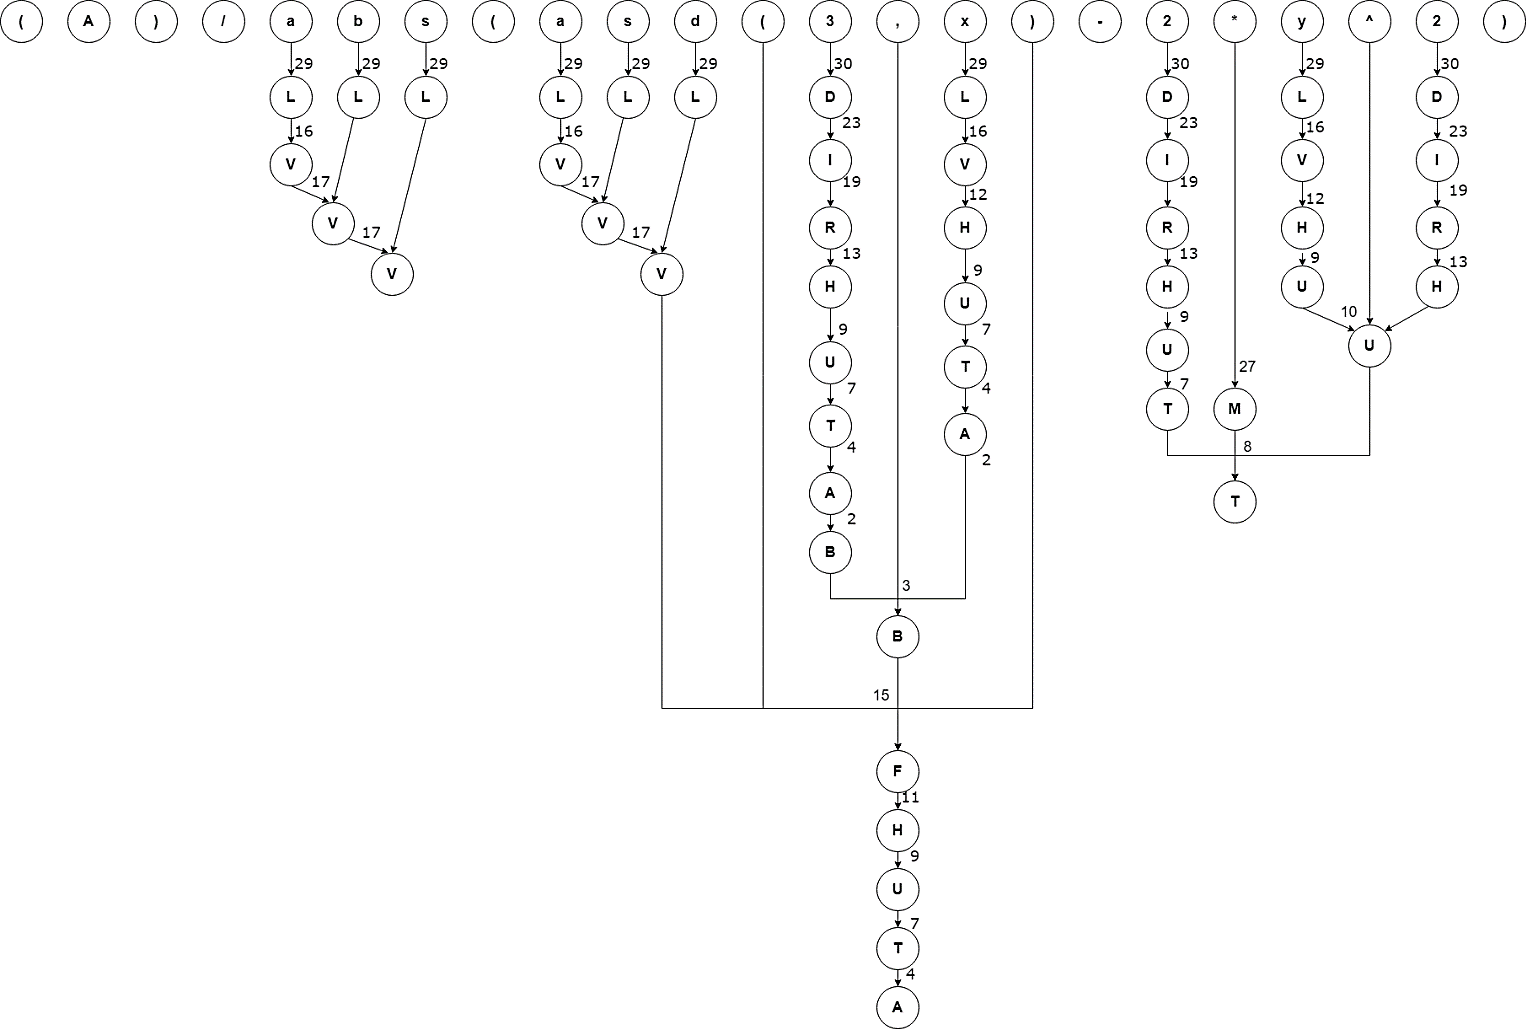 ( A ) / a b s ( a s d ( 3 , x ) - 2 * y ^ 2 )
29 29 29 29 29 29 30 29 30 29 30
L L L L L L D L D L D
16 16 23 16 23 16 23
V V I V I V I
17 17 19 12 19 12 19
V V R H R H R
17 17 13 9 13 9 13
V V H U H U H
9 7 9 10
U T U U
7 4 7 27
T A T M
4 2 8
A T
2
B
3
B
15
F
11
H
9
U
7
T
4
A